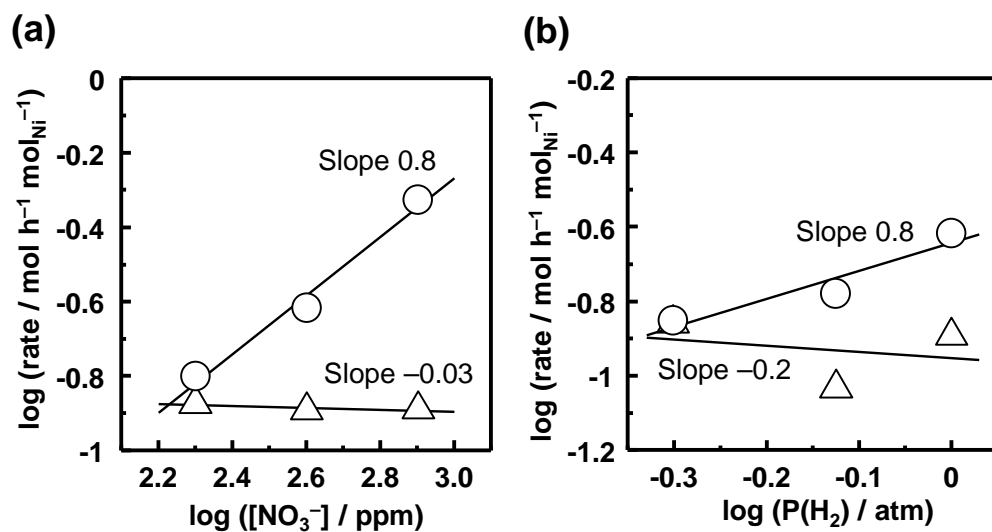 (a)
log (rate / mol h⁻¹ mol_Ni⁻¹)
0
-0.2
-0.4
-0.6
-0.8
-1
Slope 0.8
Slope –0.03
2.2 2.4 2.6 2.8 3.0
log ([NO₃⁻] / ppm)
(b)
log (rate / mol h⁻¹ mol_Ni⁻¹)
-0.2
-0.4
-0.6
-0.8
-1
-1.2
Slope 0.8
Slope –0.2
-0.3 -0.2 -0.1 0
log (P(H₂) / atm)